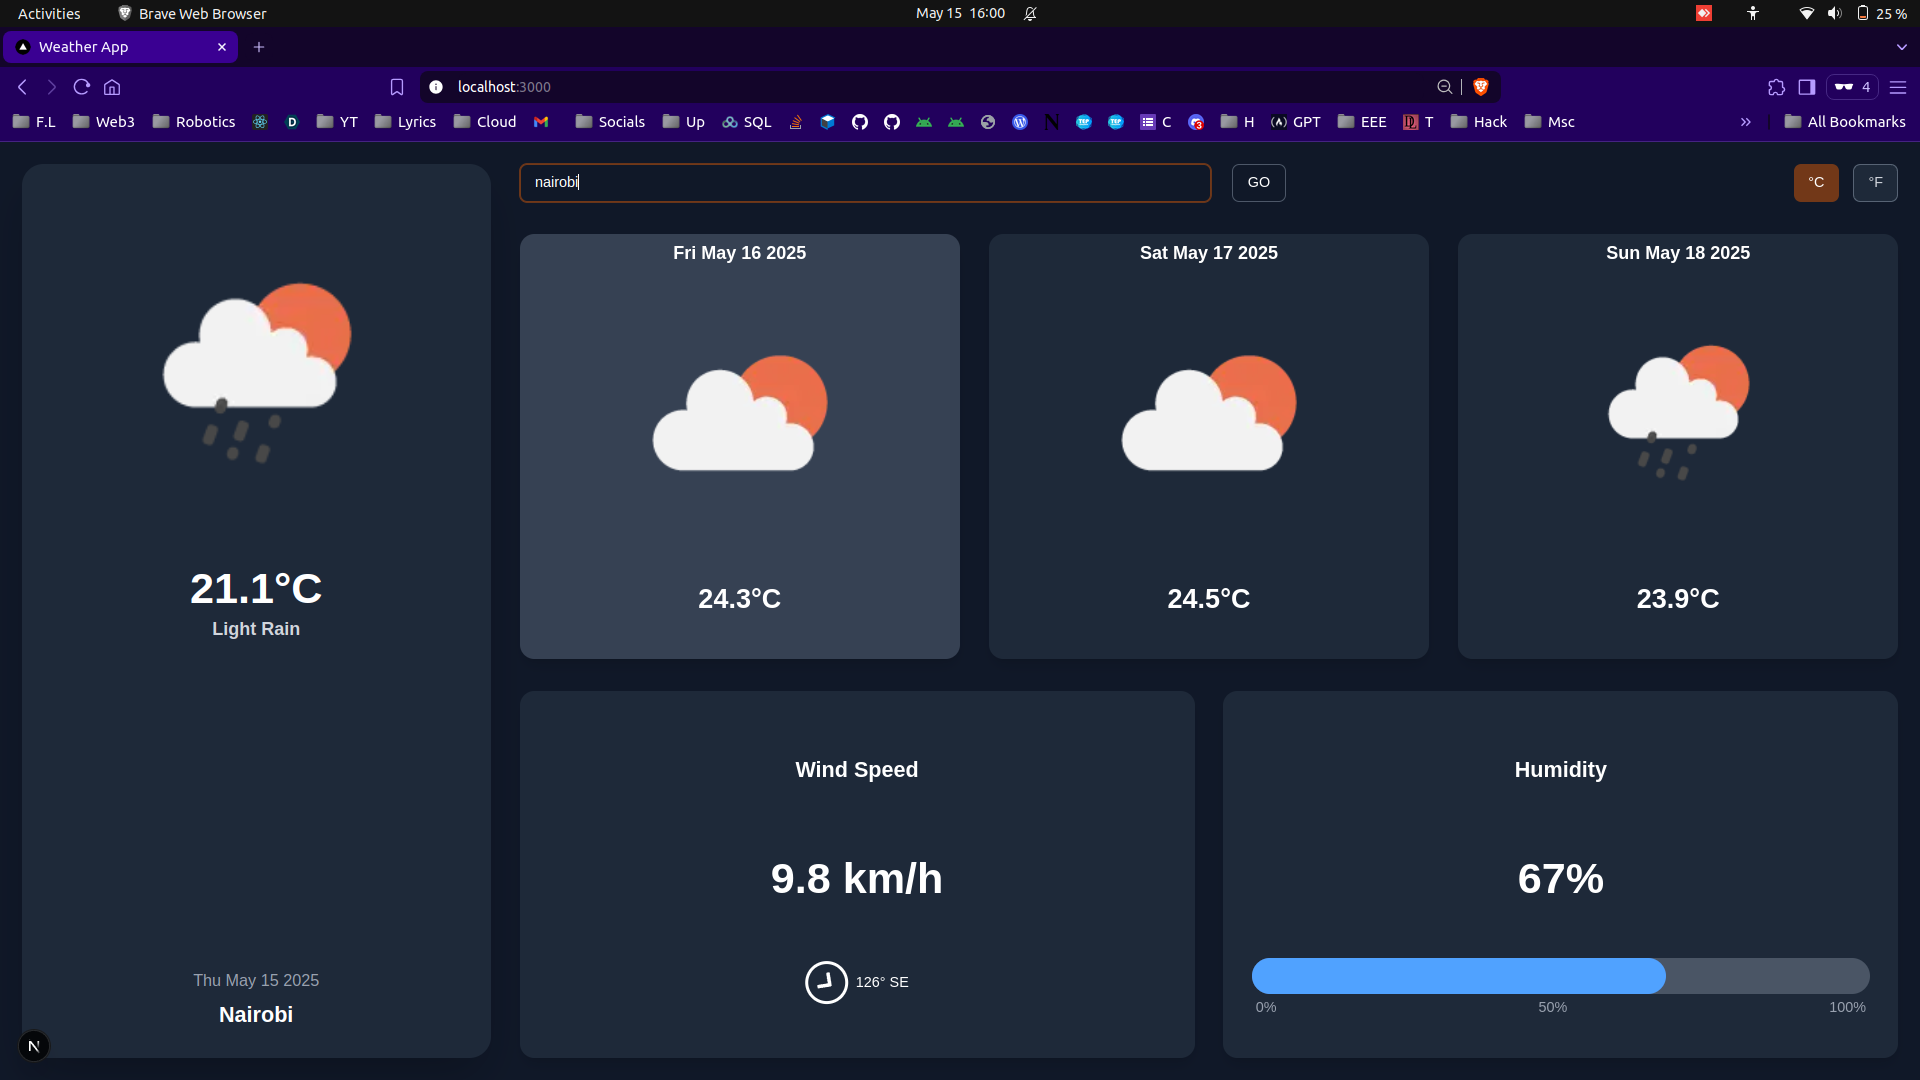 Activities
Brave Web Browser
May 15 16:00
25 %
Weather App
localhost:3000
4
F.L
Web3
Robotics
D
YT
Lyrics
Cloud
Socials
Up
SQL
N
C
3
H
GPT
EEE
T
Hack
Msc
All Bookmarks
nairobi
GO
°C
°F
21.1°C
Light Rain
Thu May 15 2025
Nairobi
N
Fri May 16 2025
24.3°C
Sat May 17 2025
24.5°C
Sun May 18 2025
23.9°C
Wind Speed
9.8 km/h
126° SE
Humidity
67%
0%
50%
100%